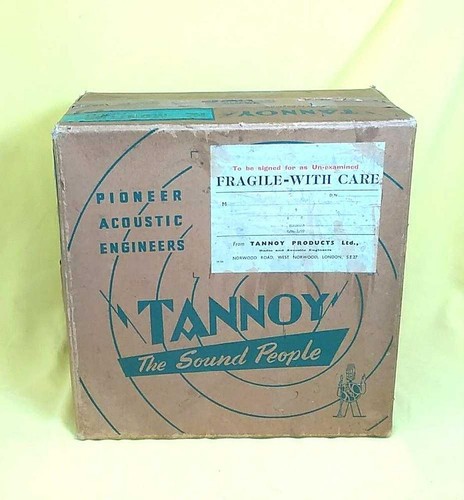 TANNOY
PIONEER
ACOUSTIC
ENGINEERS
To be signed for as Un-examined
FRAGILE-WITH CARE
From TANNOY PRODUCTS Ltd.,
NORWOOD ROAD, WEST NORWOOD, LONDON, S.E.27
TANNOY
The Sound People